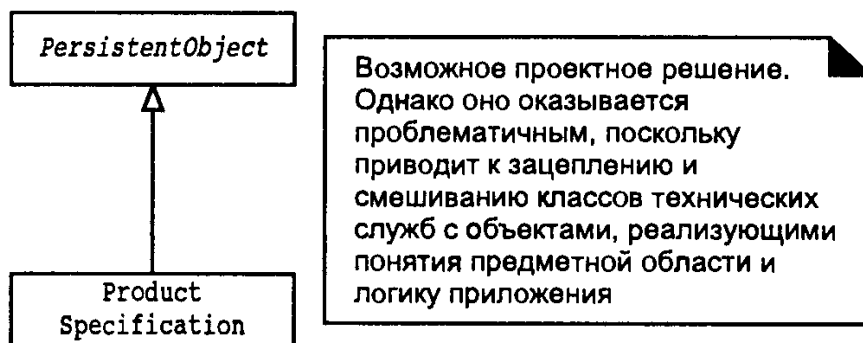 PersistentObject
Возможное проектное решение.
Однако оно оказывается
проблематичным, поскольку
приводит к зацеплению и
смешиванию классов технических
служб с объектами, реализующими
понятия предметной области и
логику приложения
Product
Specification